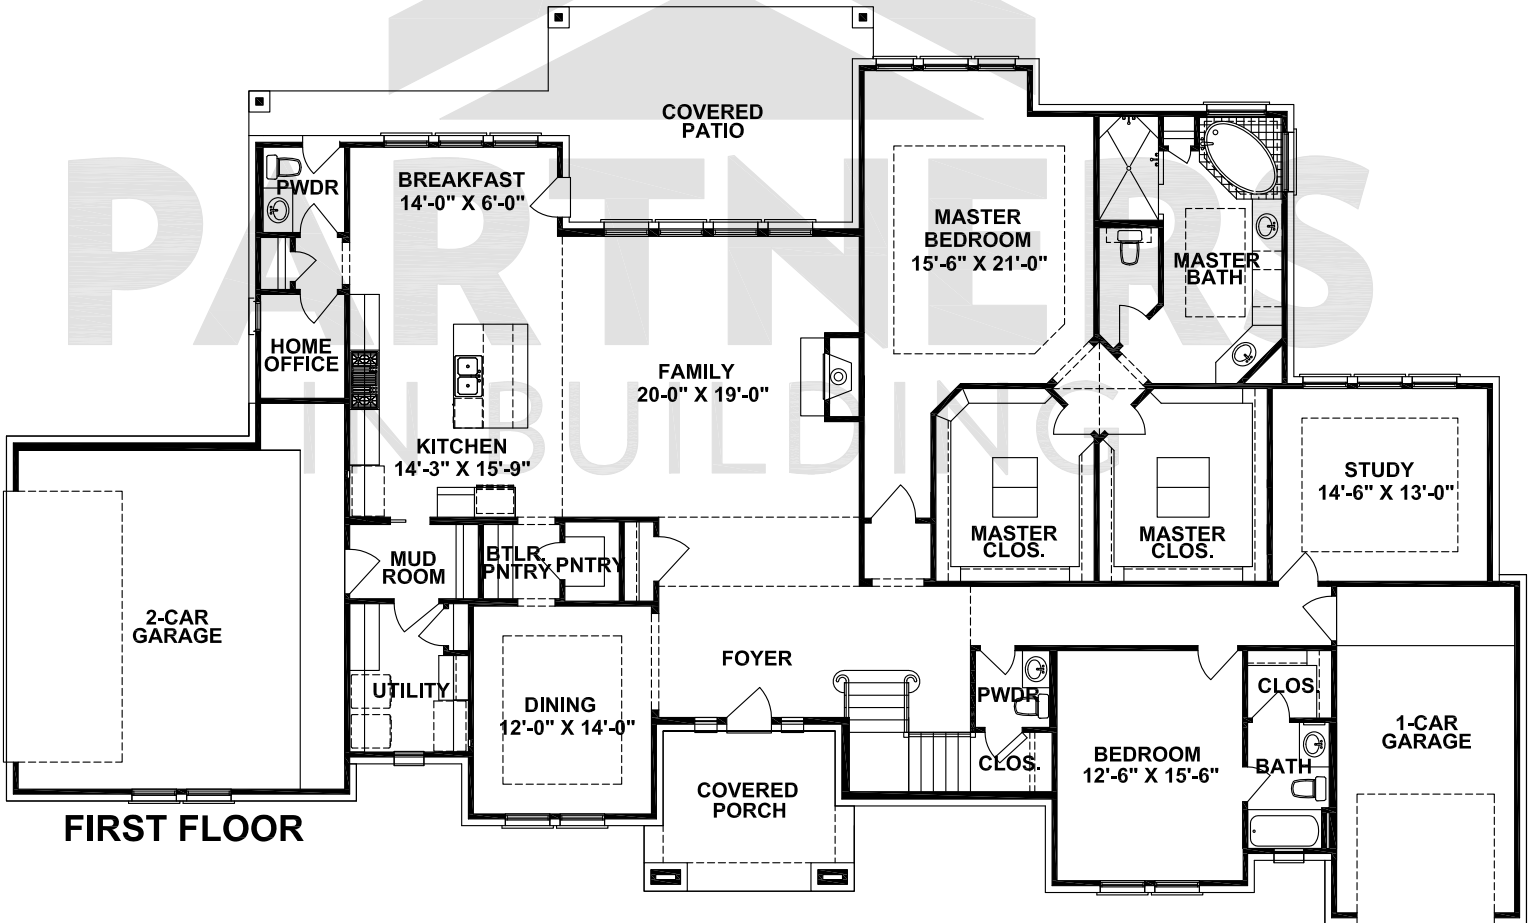 COVERED
PATIO
PARTNERS
IN BUILDING
PWDR
BREAKFAST
14'-0" X 6'-0"
MASTER
BEDROOM
15'-6" X 21'-0"
MASTER
BATH
HOME
OFFICE
FAMILY
20-0" X 19'-0"
KITCHEN
14'-3" X 15'-9"
STUDY
14'-6" X 13'-0"
MASTER
CLOS.
MASTER
CLOS.
MUD
ROOM
BTLR.
PNTRY
PNTRY
2-CAR
GARAGE
FOYER
UTILITY
DINING
12'-0" X 14'-0"
PWDR
CLOS.
CLOS.
BEDROOM
12'-6" X 15'-6"
BATH
1-CAR
GARAGE
COVERED
PORCH
FIRST FLOOR